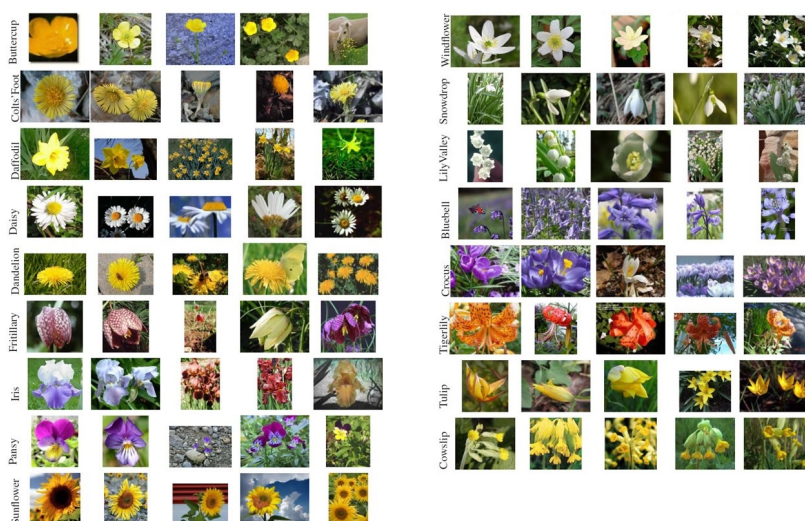 Buttercup
Colts'Foot
Daffodil
Daisy
Dandelion
Fritillary
Iris
Pansy
Sunflower
Windflower
Snowdrop
LilyValley
Bluebell
Crocus
Tigerlily
Tulip
Cowslip